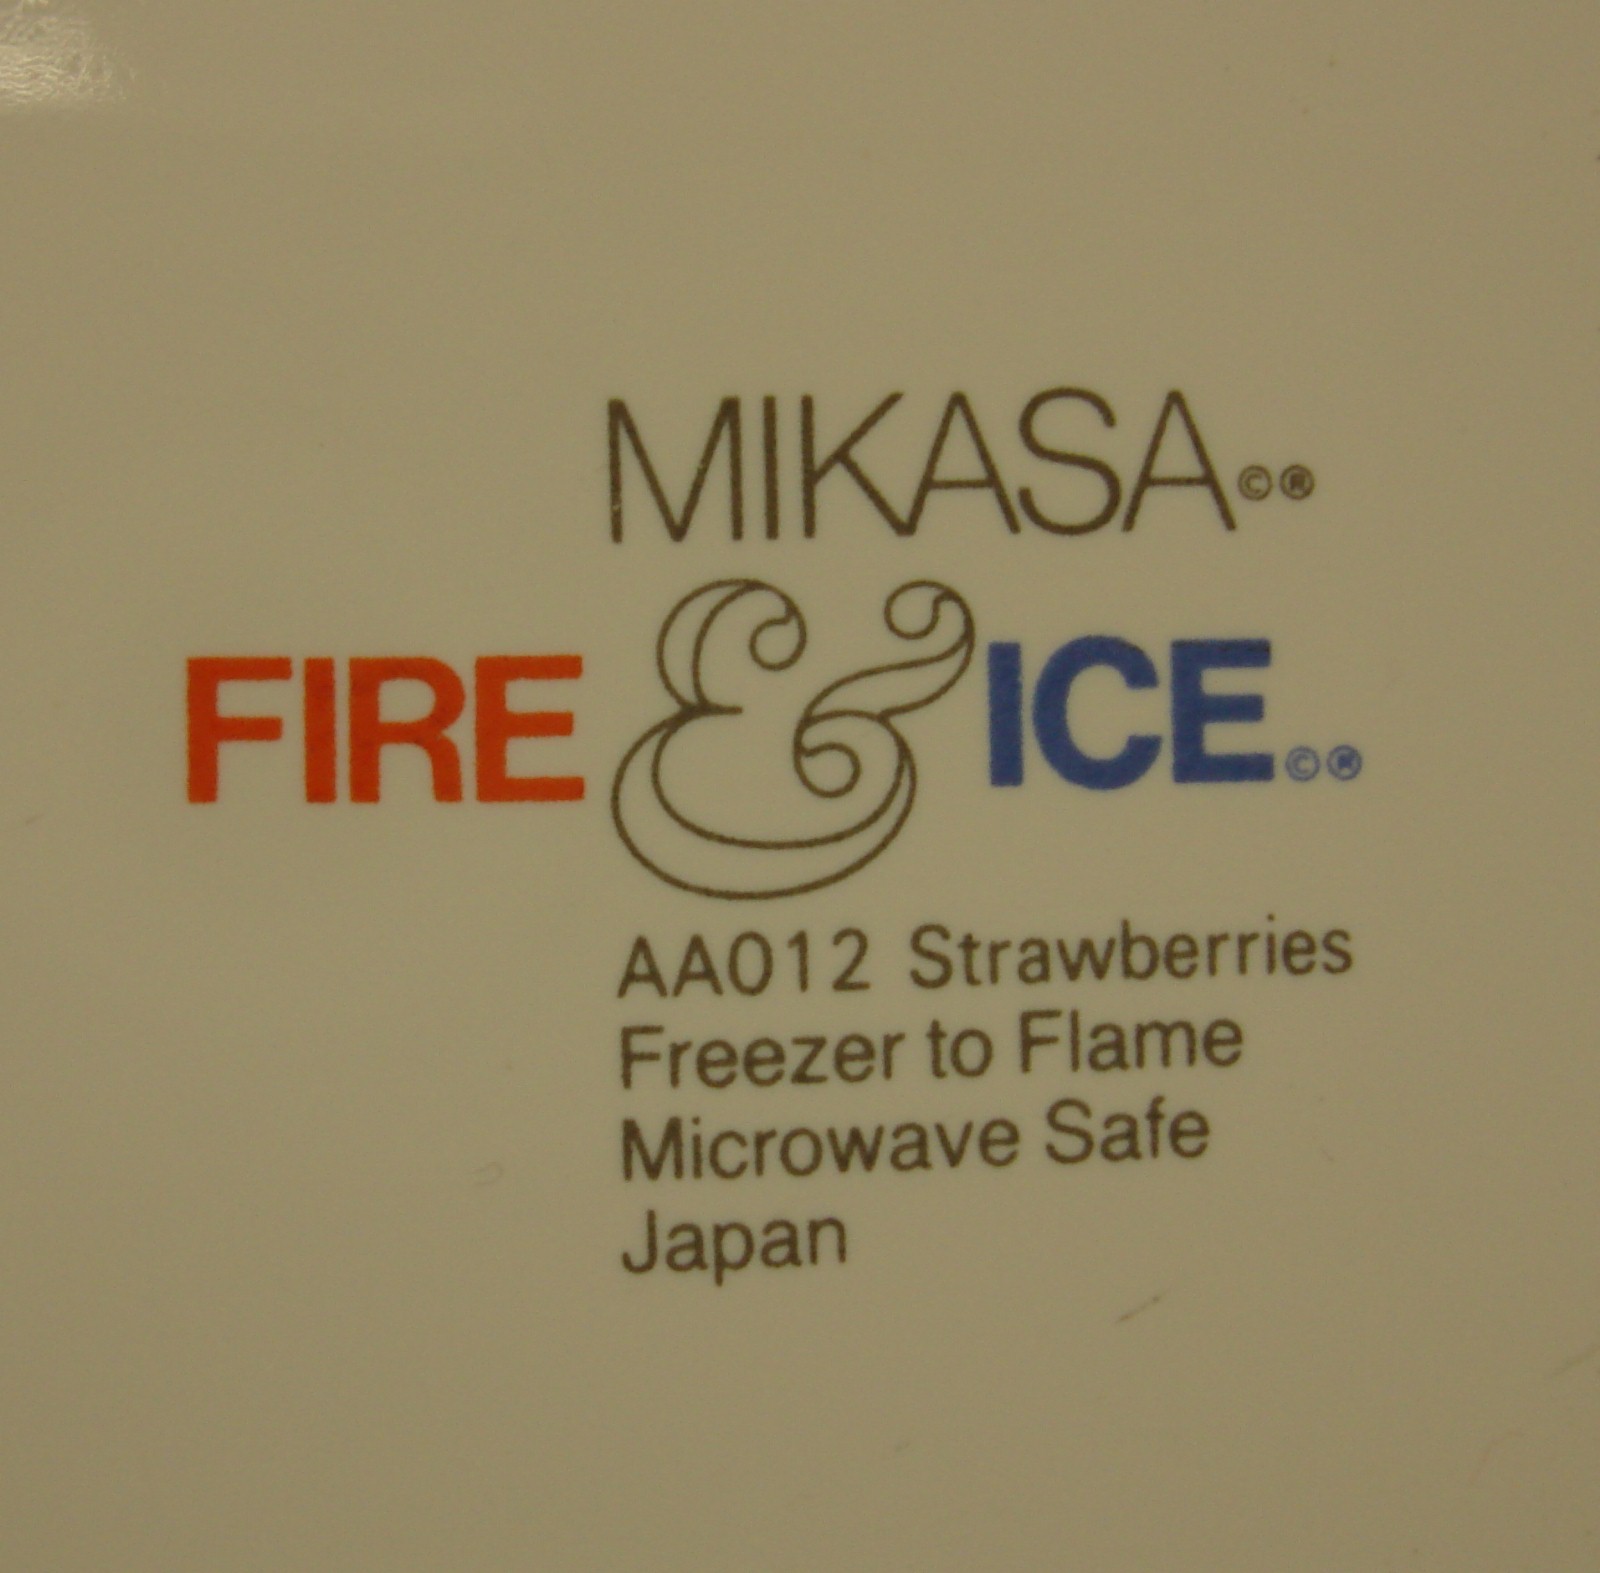 MIKASA©®
FIRE & ICE©®
AA012 Strawberries
Freezer to Flame
Microwave Safe
Japan